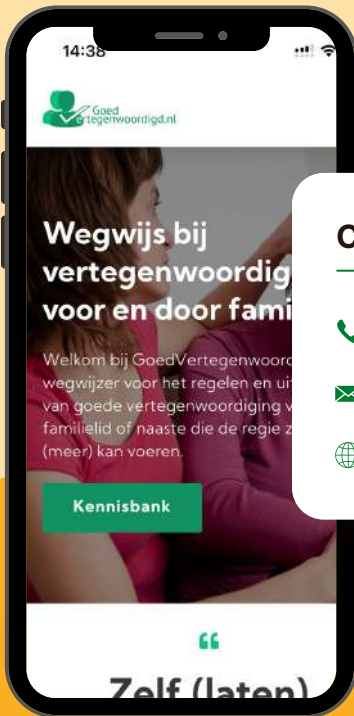 14:38
Goed
Vertegenwoordigd.nl
Wegwijs bij
vertegenwoordig
voor en door fami
Welkom bij GoedVertegenwoord
wegwijzer voor het regelen en ui
van goede vertegenwoordiging v
familielid of naaste die de regie z
(meer) kan voeren.
Kennisbank
“
Zelf (laten)
C